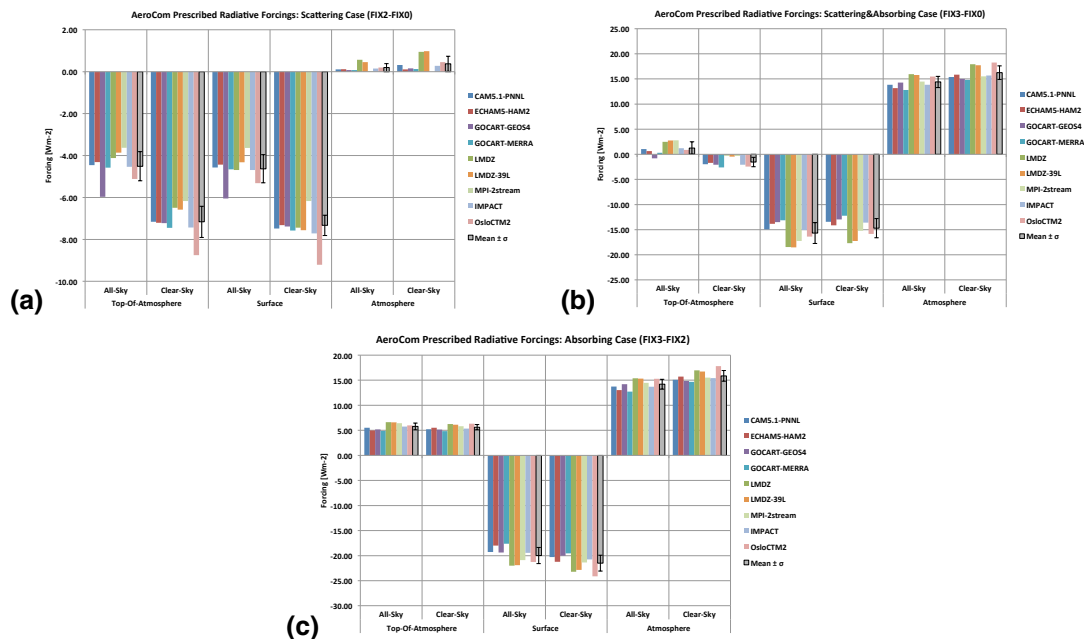 AeroCom Prescribed Radiative Forcings: Scattering Case (FIX2-FIX0)
2.00
0.00
-2.00
-4.00
-6.00
-8.00
-10.00
Forcing [Wm-2]
All-Sky
Clear-Sky
All-Sky
Clear-Sky
All-Sky
Clear-Sky
Top-Of-Atmosphere
Surface
Atmosphere
CAM5.1-PNNL
ECHAM5-HAM2
GOCART-GEOS4
GOCART-MERRA
LMDZ
LMDZ-39L
MPI-2stream
IMPACT
OsloCTM2
Mean ± σ
(a)
AeroCom Prescribed Radiative Forcings: Scattering&Absorbing Case (FIX3-FIX0)
25.00
20.00
15.00
10.00
5.00
0.00
-5.00
-10.00
-15.00
-20.00
-25.00
Forcing [Wm-2]
All-Sky
Clear-Sky
All-Sky
Clear-Sky
All-Sky
Clear-Sky
Top-Of-Atmosphere
Surface
Atmosphere
CAM5.1-PNNL
ECHAM5-HAM2
GOCART-GEOS4
GOCART-MERRA
LMDZ
LMDZ-39L
MPI-2stream
IMPACT
OsloCTM2
Mean ± σ
(b)
AeroCom Prescribed Radiative Forcings: Absorbing Case (FIX3-FIX2)
20.00
15.00
10.00
5.00
0.00
-5.00
-10.00
-15.00
-20.00
-25.00
-30.00
Forcing [Wm-2]
All-Sky
Clear-Sky
All-Sky
Clear-Sky
All-Sky
Clear-Sky
Top-Of-Atmosphere
Surface
Atmosphere
CAM5.1-PNNL
ECHAM5-HAM2
GOCART-GEOS4
GOCART-MERRA
LMDZ
LMDZ-39L
MPI-2stream
IMPACT
OsloCTM2
Mean ± σ
(c)